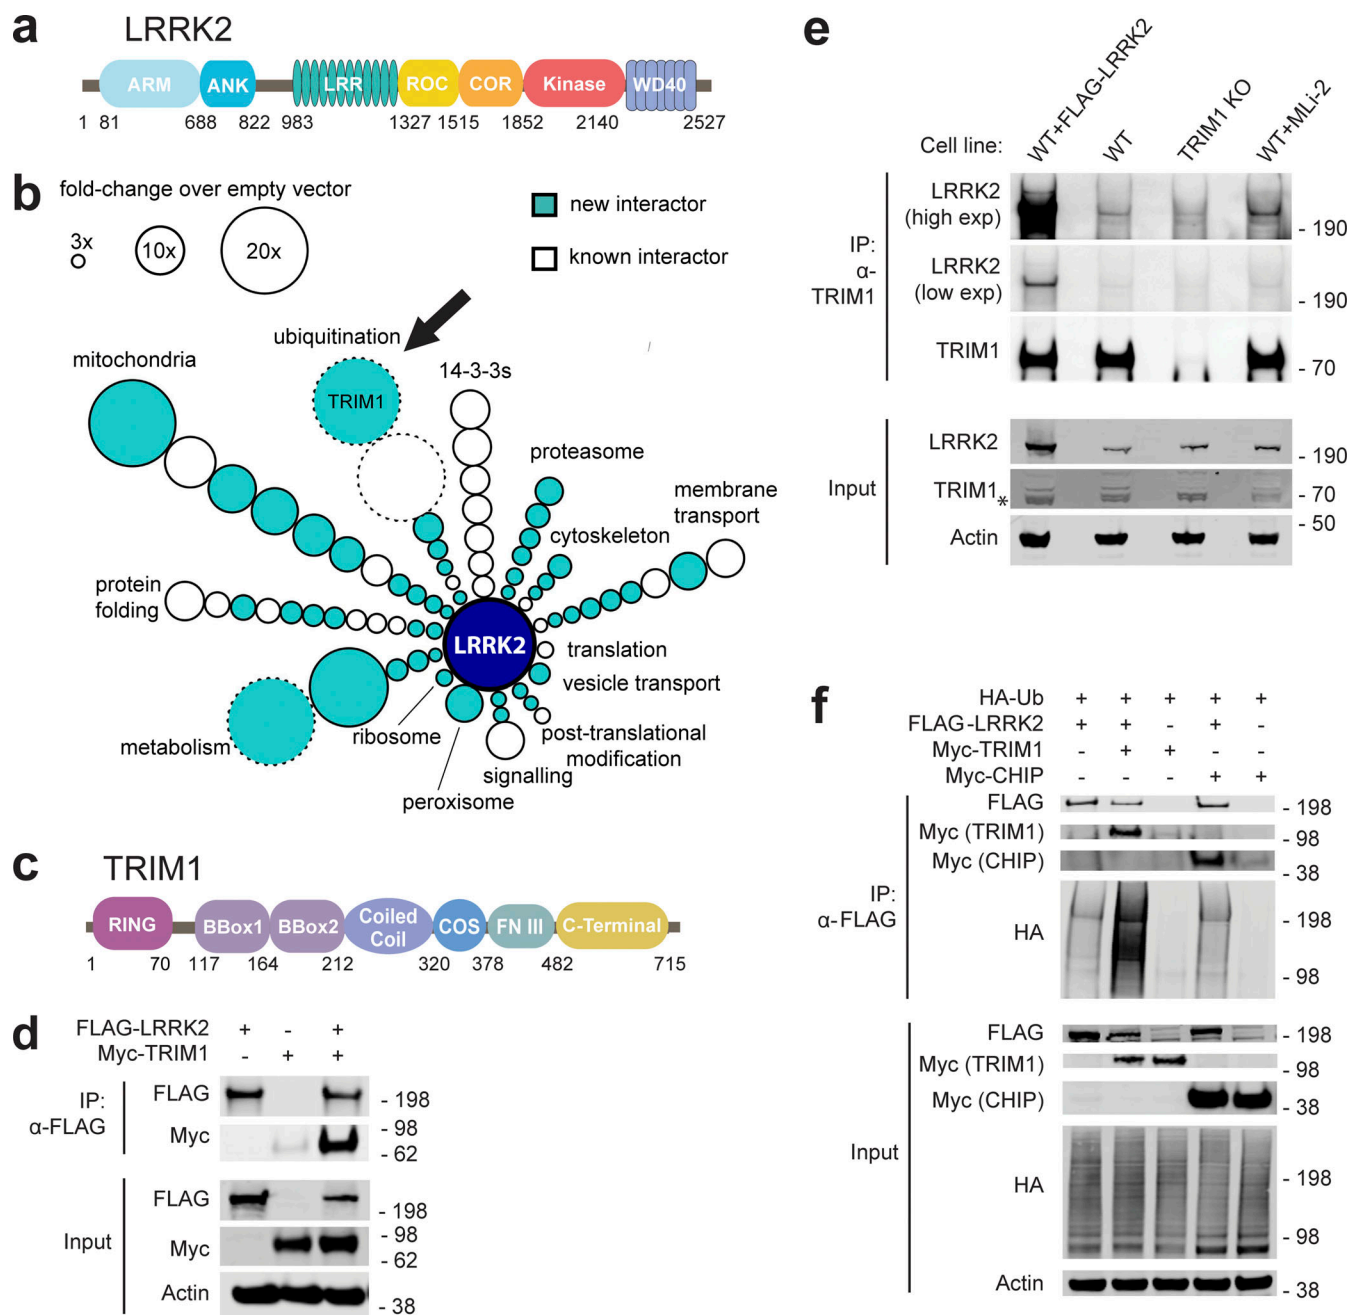 a
LRRK2
ARM ANK LRR ROC COR Kinase WD40
1 81 688 822 983 1327 1515 1852 2140 2527
b
fold-change over empty vector
3x 10x 20x
new interactor
known interactor
ubiquitination
TRIM1
mitochondria
14-3-3s
proteasome
cytoskeleton
membrane
transport
protein
folding
LRRK2
translation
vesicle transport
post-translational
modification
signalling
peroxisome
ribosome
metabolism
c
TRIM1
RING BBox1 BBox2 Coiled
Coil COS FN III C-Terminal
1 70 117 164 212 320 378 482 715
d
FLAG-LRRK2 + - +
Myc-TRIM1 - + +
IP:
α-FLAG
FLAG - 198
Myc - 98
- 62
Input
FLAG - 198
Myc - 98
- 62
Actin - 38
e
Cell line: WT+FLAG-LRRK2 WT TRIM1 KO WT+MLi-2
IP:
α-
TRIM1
LRRK2
(high exp) - 190
LRRK2
(low exp) - 190
TRIM1 - 70
Input
LRRK2 - 190
TRIM1 * - 70
- 50
Actin
f
HA-Ub + + + + +
FLAG-LRRK2 + + - + -
Myc-TRIM1 - + + - -
Myc-CHIP - - - + +
IP:
α-FLAG
FLAG - 198
Myc (TRIM1) - 98
Myc (CHIP) - 38
HA - 198
- 98
Input
FLAG - 198
Myc (TRIM1) - 98
Myc (CHIP) - 38
HA - 198
- 98
Actin - 38